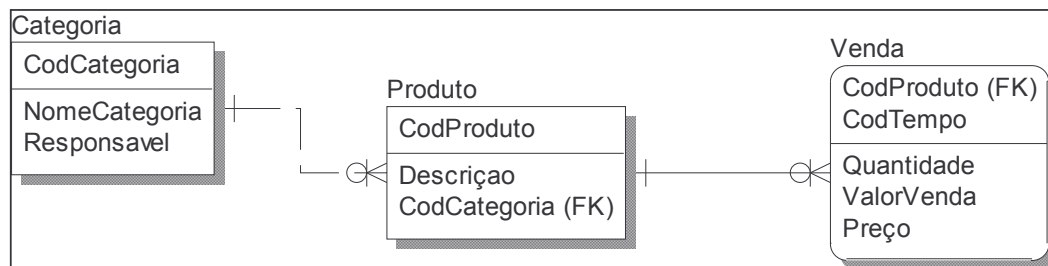 Categoria
CodCategoria
NomeCategoria
Responsavel
Produto
CodProduto
Descriçao
CodCategoria (FK)
Venda
CodProduto (FK)
CodTempo
Quantidade
ValorVenda
Preço